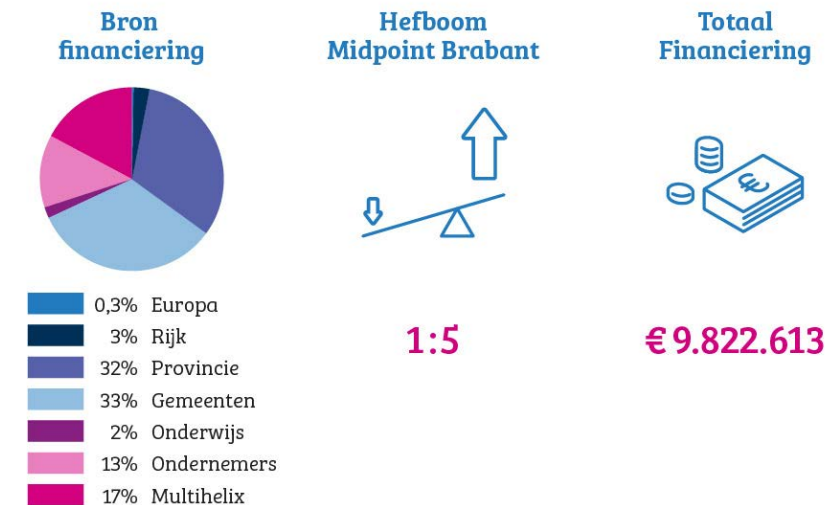 Bron
financiering
0,3% Europa
3% Rijk
32% Provincie
33% Gemeenten
2% Onderwijs
13% Ondernemers
17% Multihelix
Hefboom
Midpoint Brabant
1:5
Totaal
Financiering
€
€ 9.822.613